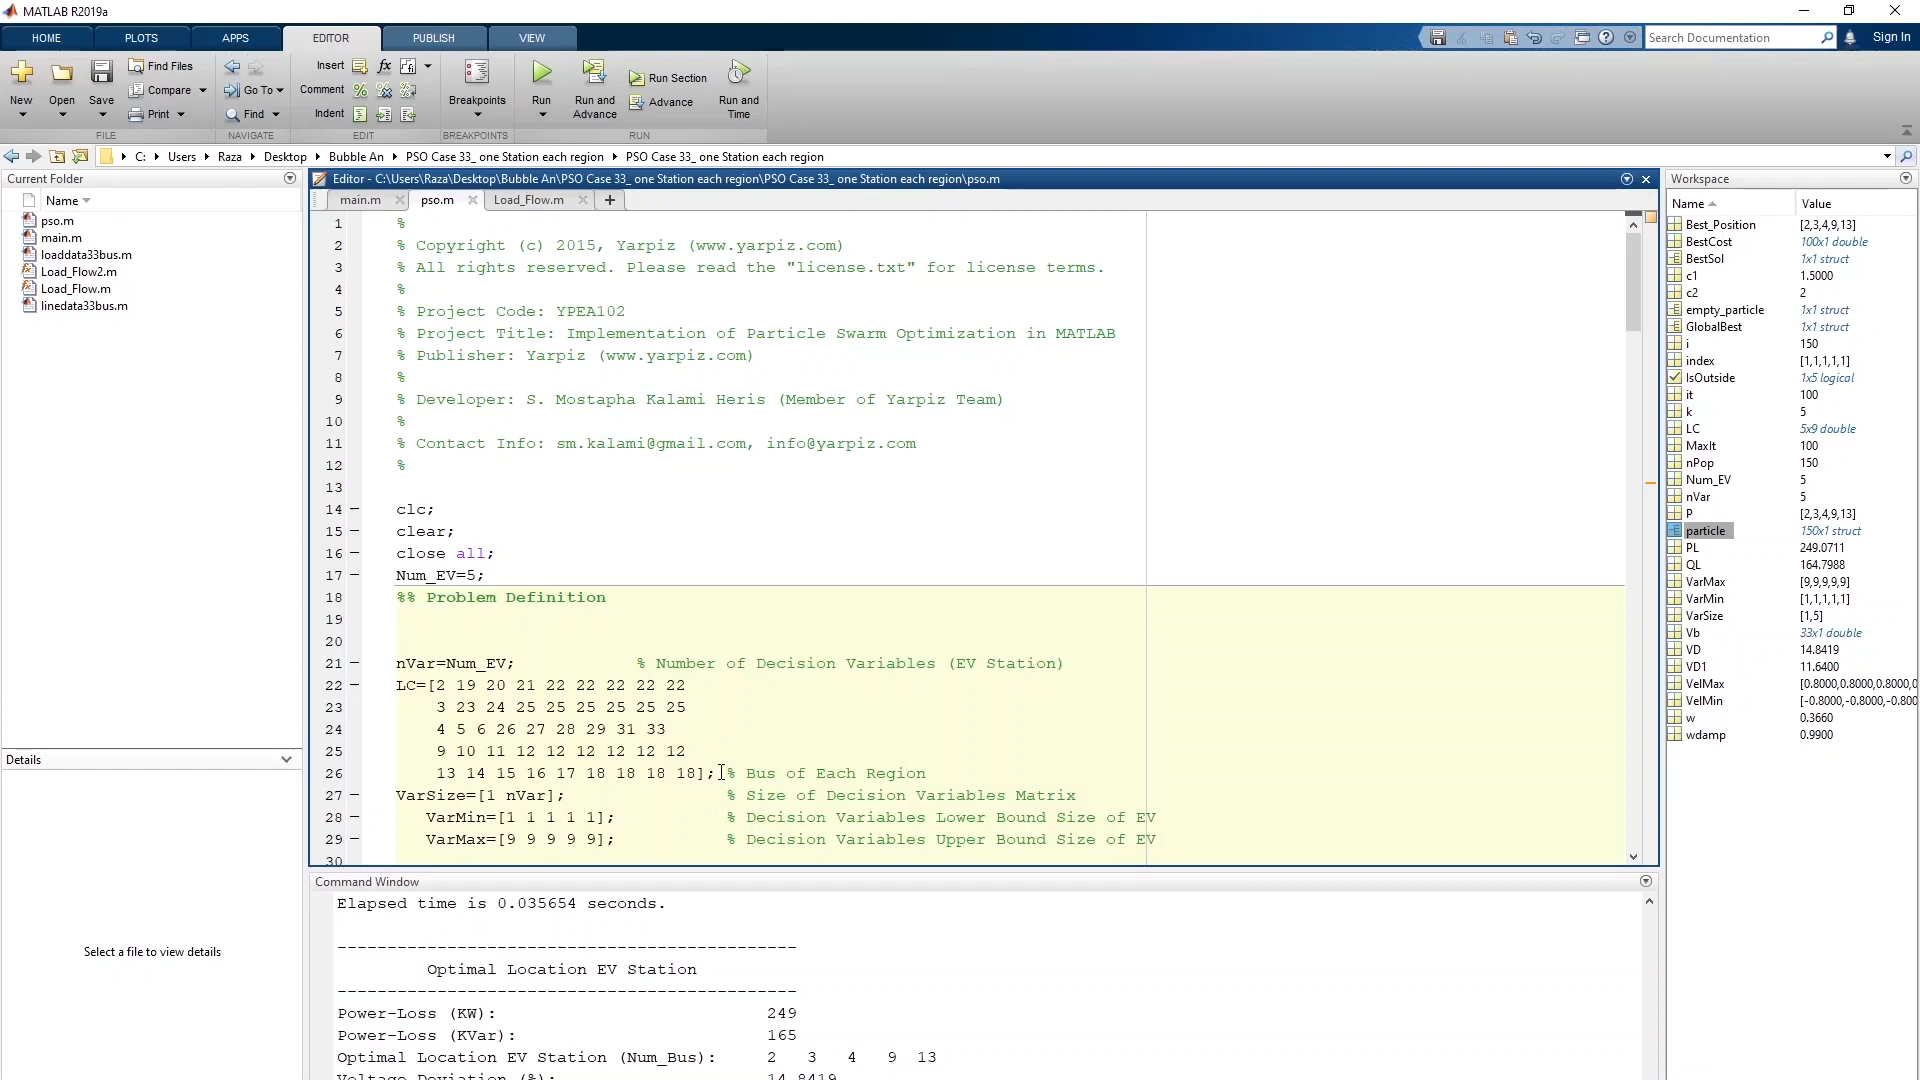 MATLAB R2019a
HOME PLOTS APPS EDITOR PUBLISH VIEW Search Documentation Sign In
New Open Save Find Files Compare Print
FILE
Go To Find
NAVIGATE
Insert fx Comment Indent
EDIT
Breakpoints
BREAKPOINTS
Run Run and Advance Run Section Advance Run and Time
RUN
C: Users Raza Desktop Bubble An PSO Case 33_ one Station each region PSO Case 33_ one Station each region
Current Folder
Name
pso.m
main.m
loaddata33bus.m
Load_Flow2.m
Load_Flow.m
linedata33bus.m
Details
Select a file to view details
Editor - C:\Users\Raza\Desktop\Bubble An\PSO Case 33_ one Station each region\PSO Case 33_ one Station each region\pso.m
main.m pso.m Load_Flow.m
1 %
2 % Copyright (c) 2015, Yarpiz (www.yarpiz.com)
3 % All rights reserved. Please read the "license.txt" for license terms.
4 %
5 % Project Code: YPEA102
6 % Project Title: Implementation of Particle Swarm Optimization in MATLAB
7 % Publisher: Yarpiz (www.yarpiz.com)
8 %
9 % Developer: S. Mostapha Kalami Heris (Member of Yarpiz Team)
10 %
11 % Contact Info: sm.kalami@gmail.com, info@yarpiz.com
12 %
13
14 clc;
15 clear;
16 close all;
17 Num_EV=5;
18 %% Problem Definition
19
20
21 nVar=Num_EV; % Number of Decision Variables (EV Station)
22 LC=[2 19 20 21 22 22 22 22 22
23 3 23 24 25 25 25 25 25 25
24 4 5 6 26 27 28 29 31 33
25 9 10 11 12 12 12 12 12 12
26 13 14 15 16 17 18 18 18 18]; % Bus of Each Region
27 VarSize=[1 nVar]; % Size of Decision Variables Matrix
28 VarMin=[1 1 1 1 1]; % Decision Variables Lower Bound Size of EV
29 VarMax=[9 9 9 9 9]; % Decision Variables Upper Bound Size of EV
30
Command Window
Elapsed time is 0.035654 seconds.
----------------------------------------------
Optimal Location EV Station
----------------------------------------------
Power-Loss (KW): 249
Power-Loss (KVar): 165
Optimal Location EV Station (Num_Bus): 2 3 4 9 13
Voltage Deviation (%): 14.8419
Workspace
Name Value
Best_Position [2,3,4,9,13]
BestCost 100x1 double
BestSol 1x1 struct
c1 1.5000
c2 2
empty_particle 1x1 struct
GlobalBest 1x1 struct
i 150
index [1,1,1,1,1]
IsOutside 1x5 logical
it 100
k 5
LC 5x9 double
MaxIt 100
nPop 150
Num_EV 5
nVar 5
P [2,3,4,9,13]
particle 150x1 struct
PL 249.0711
QL 164.7988
VarMax [9,9,9,9,9]
VarMin [1,1,1,1,1]
VarSize [1,5]
Vb 33x1 double
VD 14.8419
VD1 11.6400
VelMax [0.8000,0.8000,0.8000,0
VelMin [-0.8000,-0.8000,-0.800
w 0.3660
wdamp 0.9900